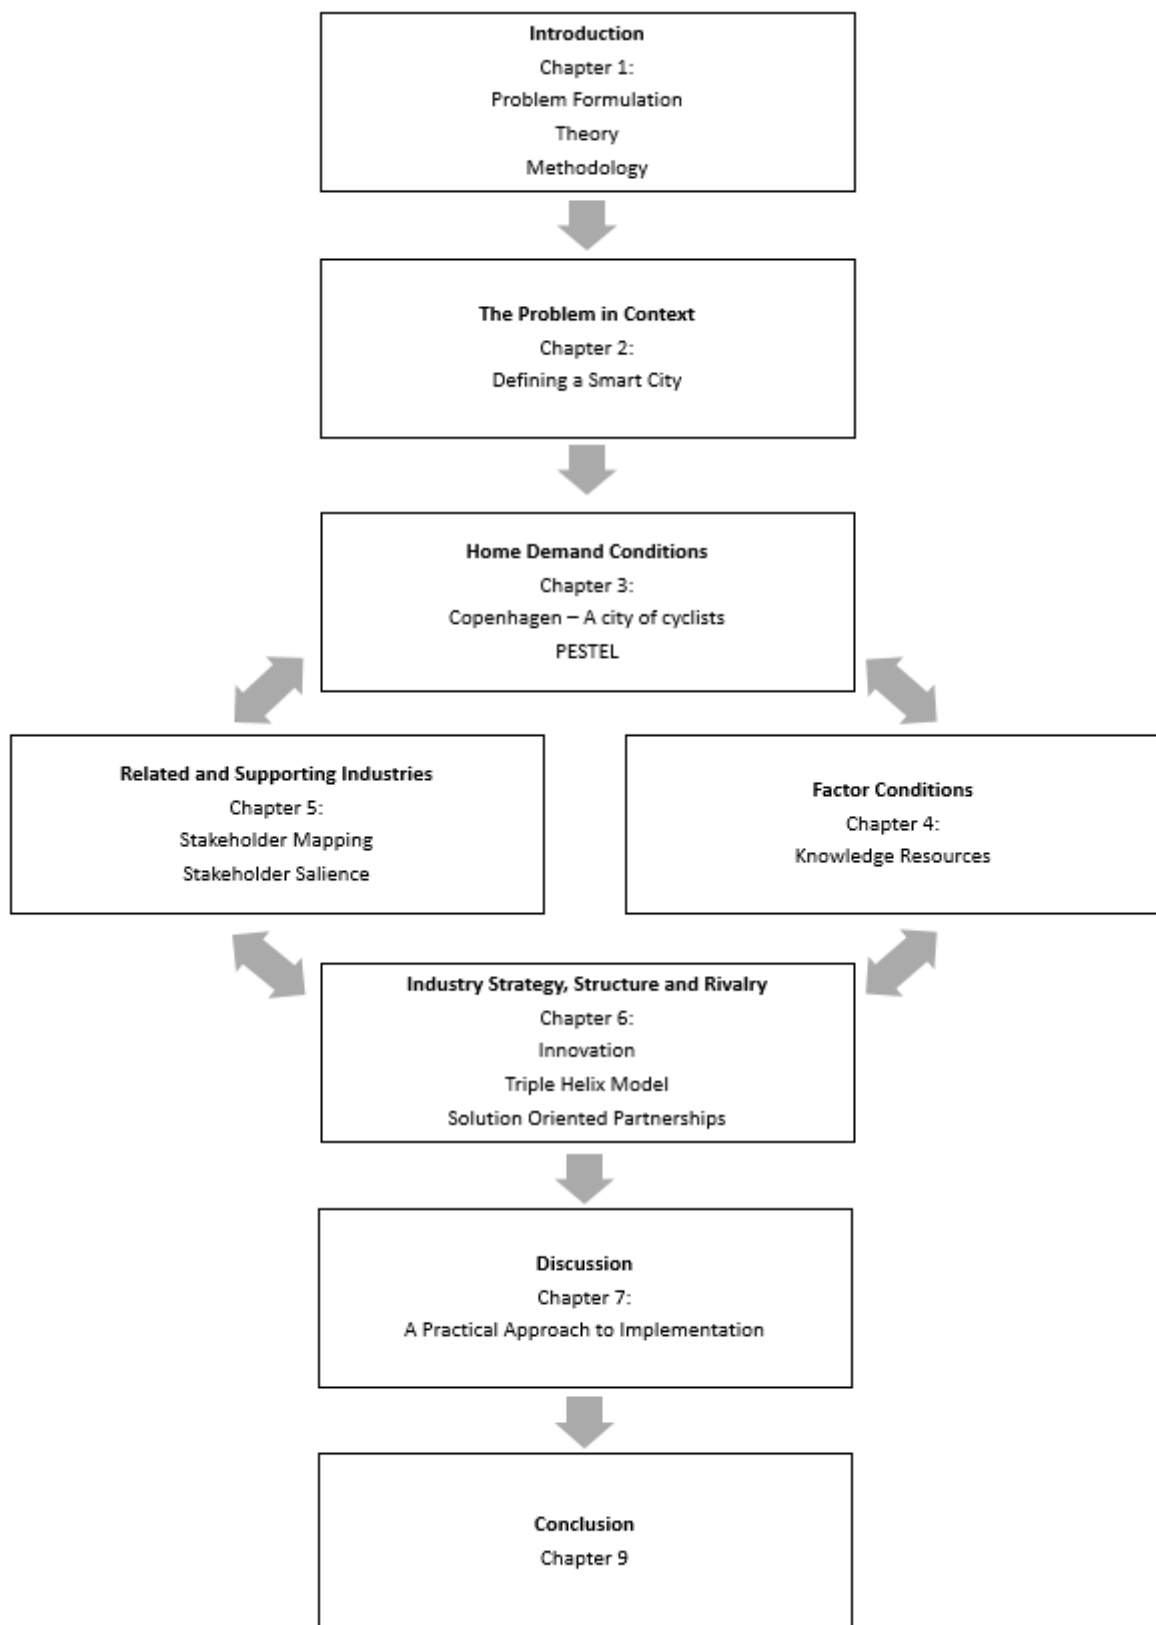 Introduction
Chapter 1:
Problem Formulation
Theory
Methodology
The Problem in Context
Chapter 2:
Defining a Smart City
Home Demand Conditions
Chapter 3:
Copenhagen – A city of cyclists
PESTEL
Related and Supporting Industries
Chapter 5:
Stakeholder Mapping
Stakeholder Salience
Factor Conditions
Chapter 4:
Knowledge Resources
Industry Strategy, Structure and Rivalry
Chapter 6:
Innovation
Triple Helix Model
Solution Oriented Partnerships
Discussion
Chapter 7:
A Practical Approach to Implementation
Conclusion
Chapter 9